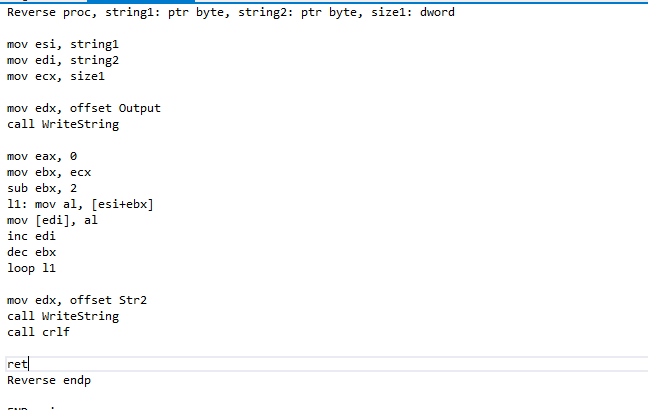 Reverse proc, string1: ptr byte, string2: ptr byte, size1: dword
mov esi, string1
mov edi, string2
mov ecx, size1
mov edx, offset Output
call WriteString
mov eax, 0
mov ebx, ecx
sub ebx, 2
l1: mov al, [esi+ebx]
mov [edi], al
inc edi
dec ebx
loop l1
mov edx, offset Str2
call WriteString
call crlf
ret
Reverse endp